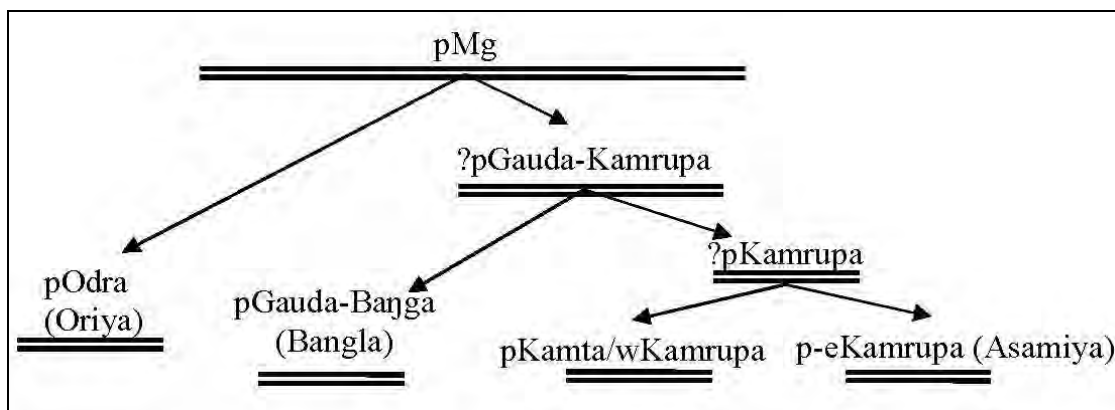 pMg
?pGauda-Kamrupa
?pKamrupa
pOdra
(Oriya)
pGauda-Baŋga
(Bangla)
pKamta/wKamrupa
p-eKamrupa (Asamiya)